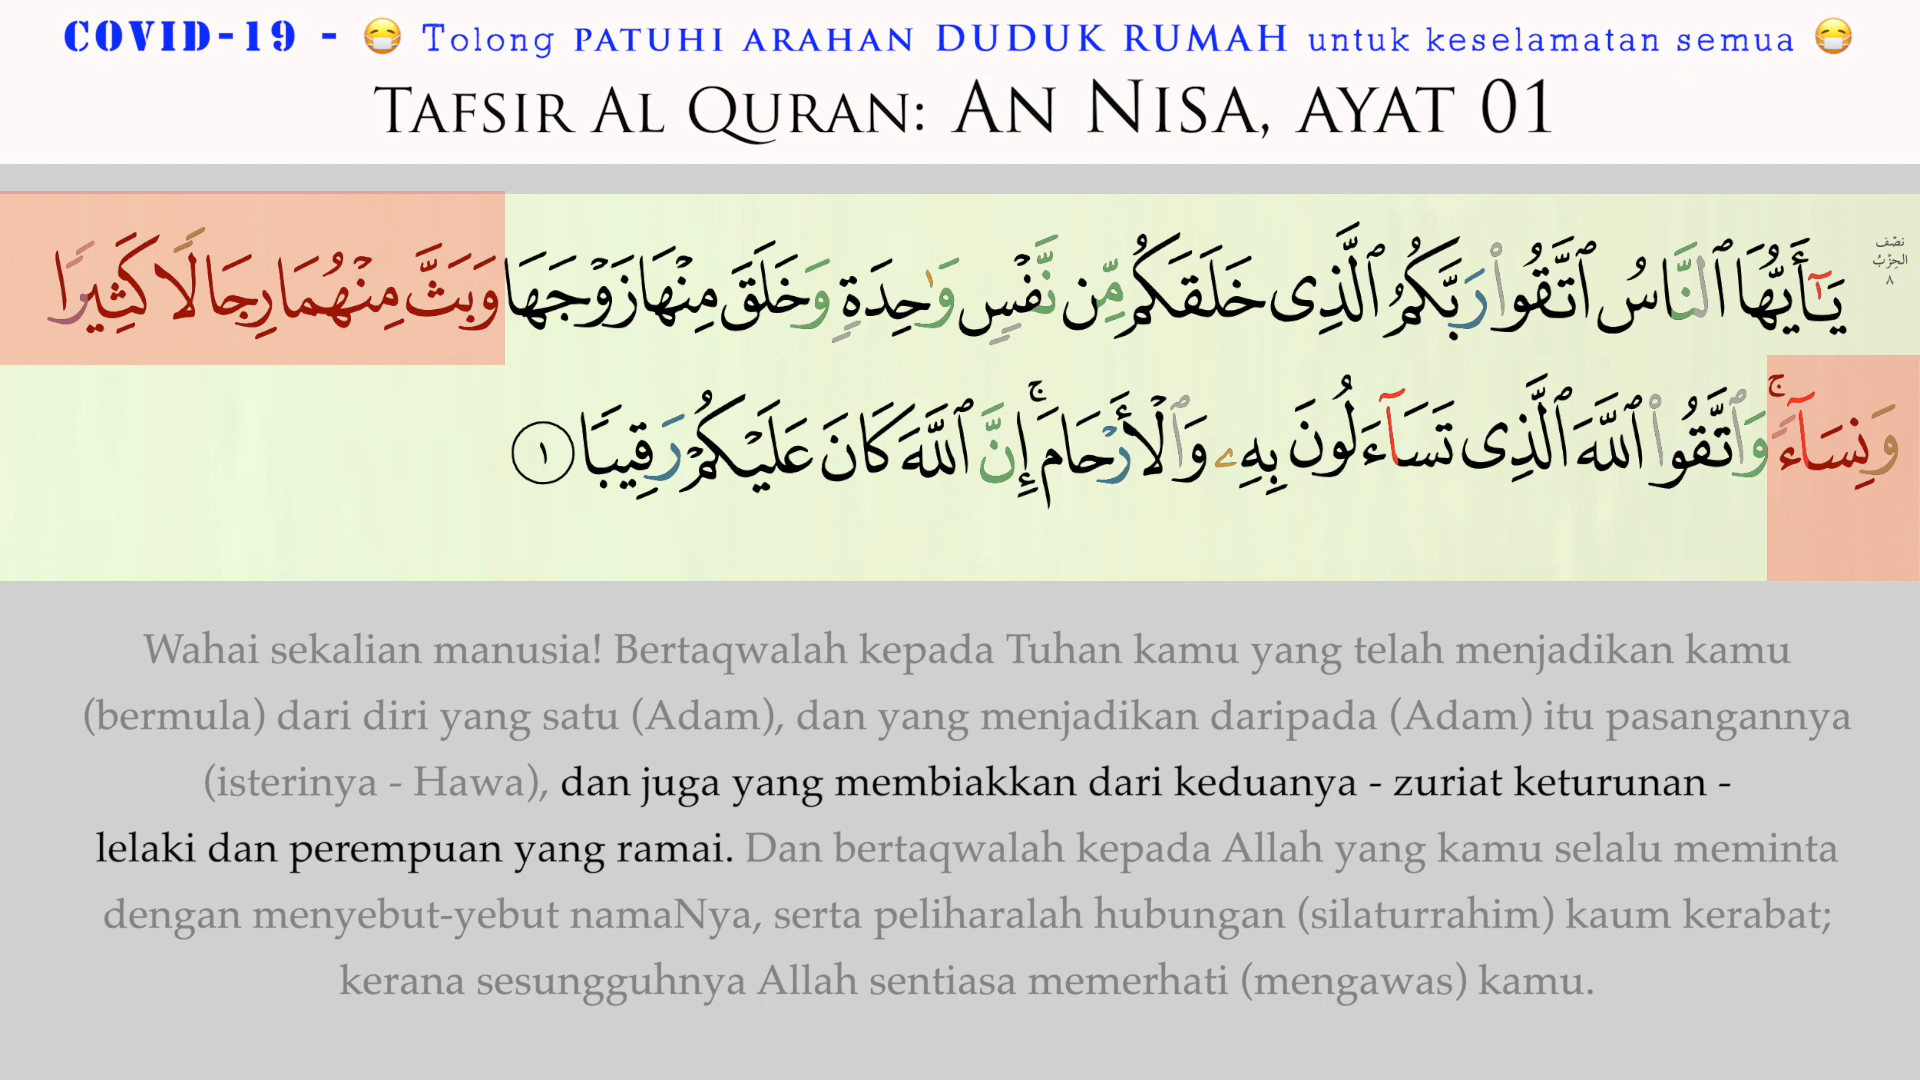 COVID-19 - 😷 Tolong PATUHI ARAHAN DUDUK RUMAH untuk keselamatan semua 😷
TAFSIR AL QURAN: AN NISA, AYAT 01
نصف
الحزب
٨
يَـٰٓأَيُّهَا ٱلنَّاسُ ٱتَّقُوا۟ رَبَّكُمُ ٱلَّذِى خَلَقَكُم مِّن نَّفْسٍ وَٰحِدَةٍ وَخَلَقَ مِنْهَا زَوْجَهَا وَبَثَّ مِنْهُمَا رِجَالًا كَثِيرًا
وَنِسَآءً ۚ وَٱتَّقُوا۟ ٱللَّهَ ٱلَّذِى تَسَآءَلُونَ بِهِۦ وَٱلْأَرْحَامَ ۚ إِنَّ ٱللَّهَ كَانَ عَلَيْكُمْ رَقِيبًا ١
Wahai sekalian manusia! Bertaqwalah kepada Tuhan kamu yang telah menjadikan kamu
(bermula) dari diri yang satu (Adam), dan yang menjadikan daripada (Adam) itu pasangannya
(isterinya - Hawa), dan juga yang membiakkan dari keduanya - zuriat keturunan -
lelaki dan perempuan yang ramai. Dan bertaqwalah kepada Allah yang kamu selalu meminta
dengan menyebut-yebut namaNya, serta peliharalah hubungan (silaturrahim) kaum kerabat;
kerana sesungguhnya Allah sentiasa memerhati (mengawas) kamu.